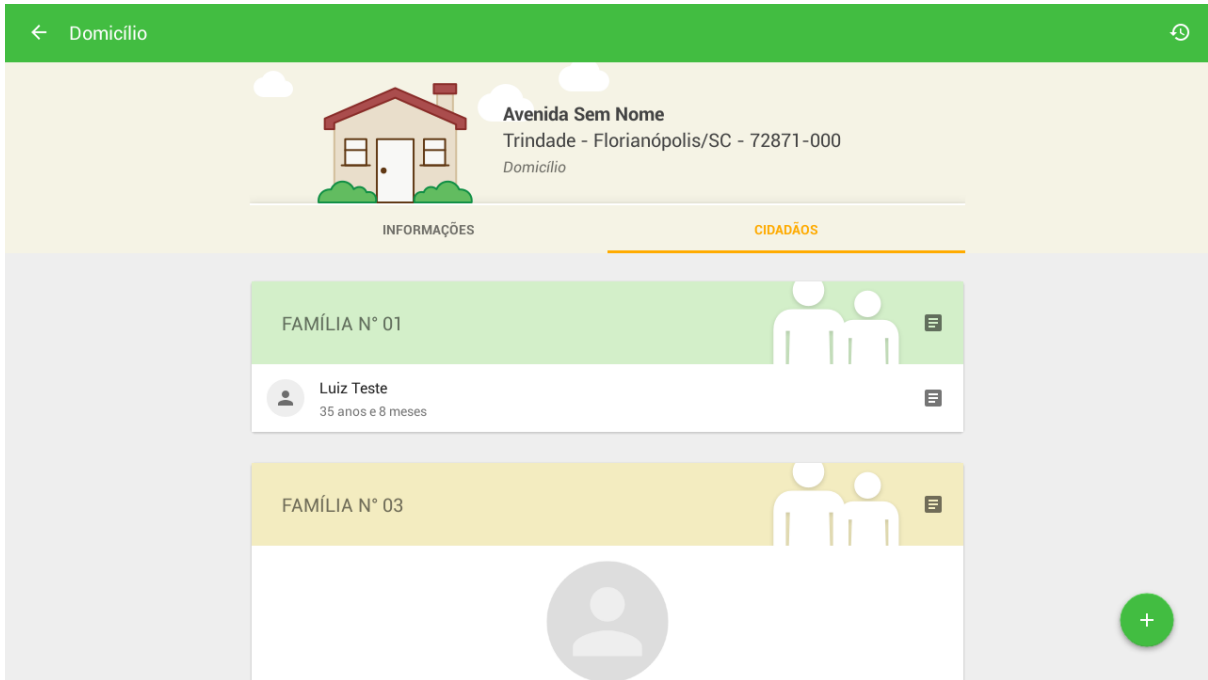 Domicílio
Avenida Sem Nome
Trindade - Florianópolis/SC - 72871-000
Domicílio
INFORMAÇÕES
CIDADÃOS
FAMÍLIA N° 01
Luiz Teste
35 anos e 8 meses
FAMÍLIA N° 03